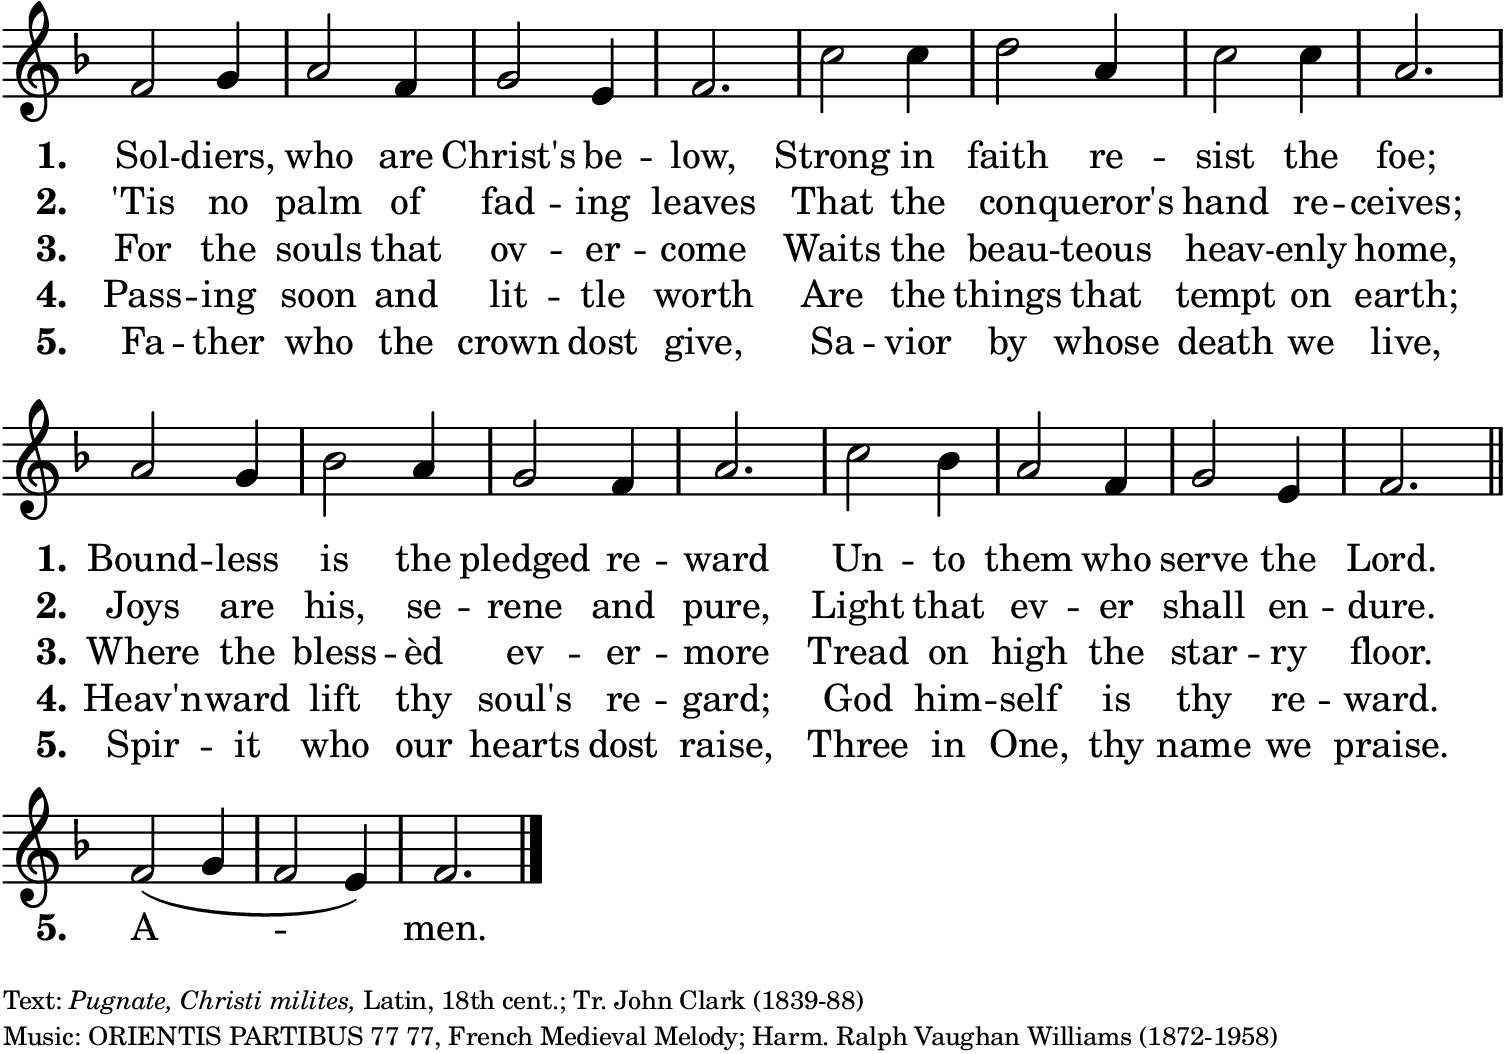 1. Sol-diers, who are Christ's be - low, Strong in faith re - sist the foe;
2. 'Tis no palm of fad - ing leaves That the conqueror's hand re - ceives;
3. For the souls that ov - er - come Waits the beau - teous heav - enly home,
4. Pass - ing soon and lit - tle worth Are the things that tempt on earth;
5. Fa - ther who the crown dost give, Sa - vior by whose death we live,
1. Bound - less is the pledged re - ward Un - to them who serve the Lord.
2. Joys are his, se - rene and pure, Light that ev - er shall en - dure.
3. Where the bless - èd ev - er - more Tread on high the star - ry floor.
4. Heav'nward lift thy soul's re - gard; God him - self is thy re - ward.
5. Spir - it who our hearts dost raise, Three in One, thy name we praise.
5. A - men.
Text: Pugnate, Christi milites, Latin, 18th cent.; Tr. John Clark (1839-88)
Music: ORIENTIS PARTIBUS 77 77, French Medieval Melody; Harm. Ralph Vaughan Williams (1872-1958)